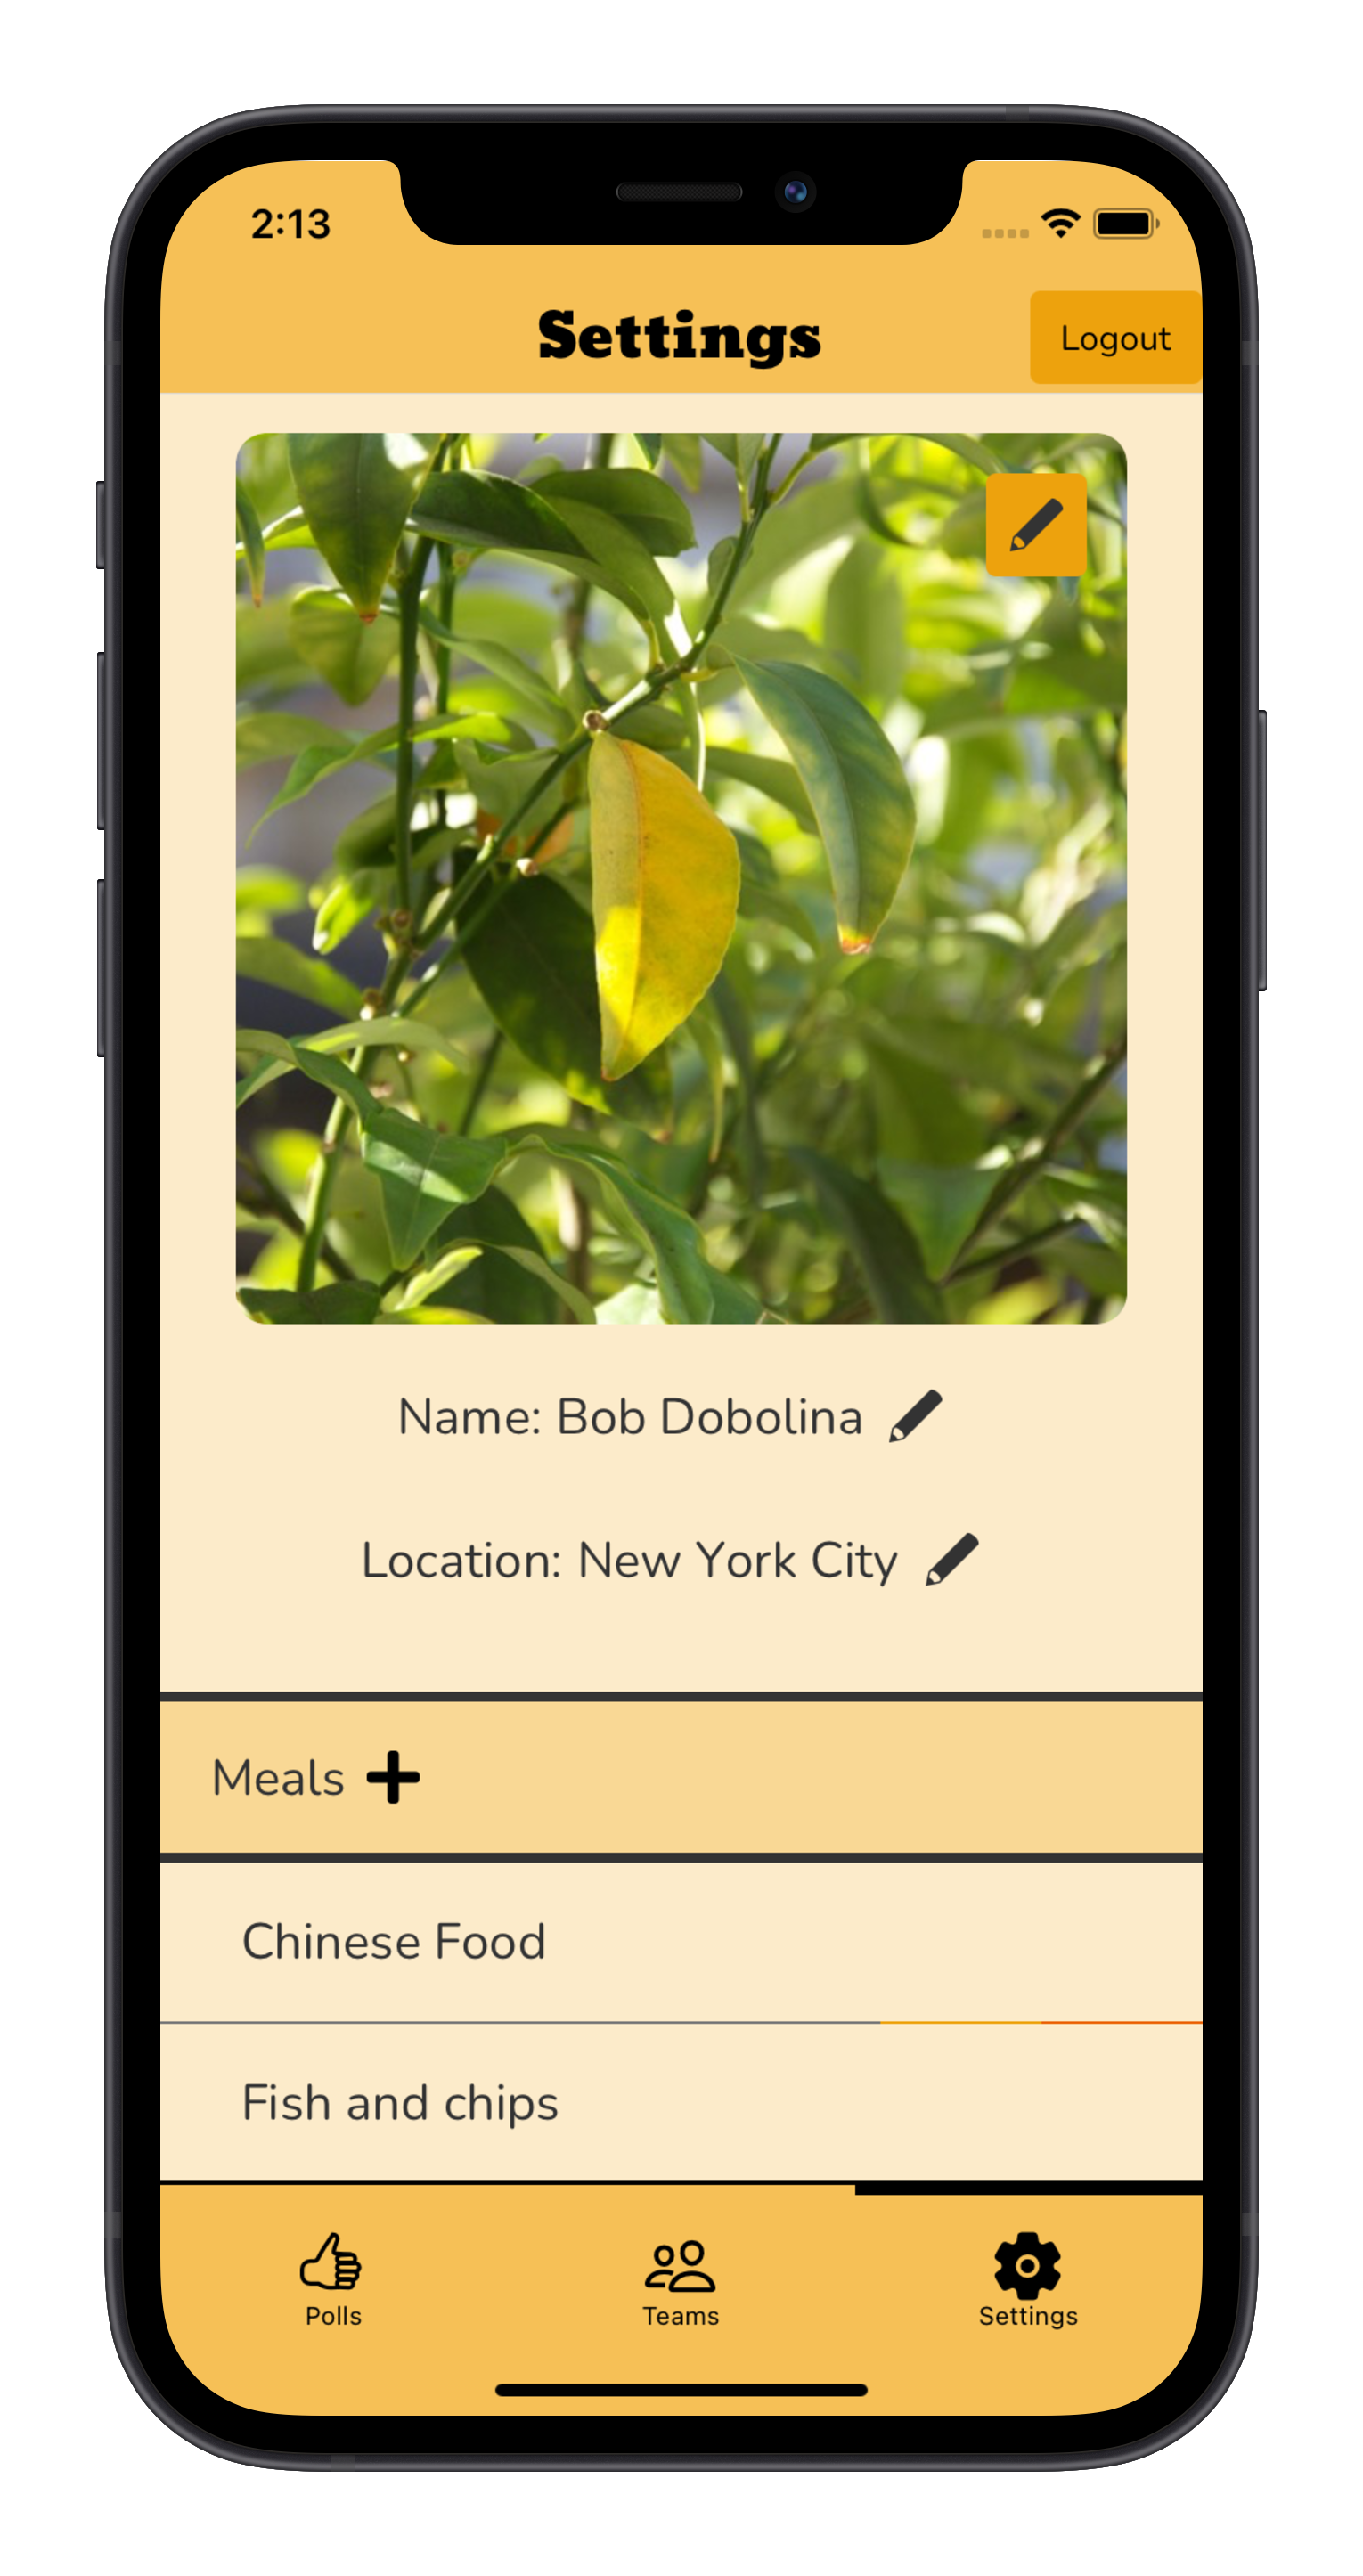 2:13
Settings
Logout
Name: Bob Dobolina
Location: New York City
Meals
Chinese Food
Fish and chips
Polls
Teams
Settings